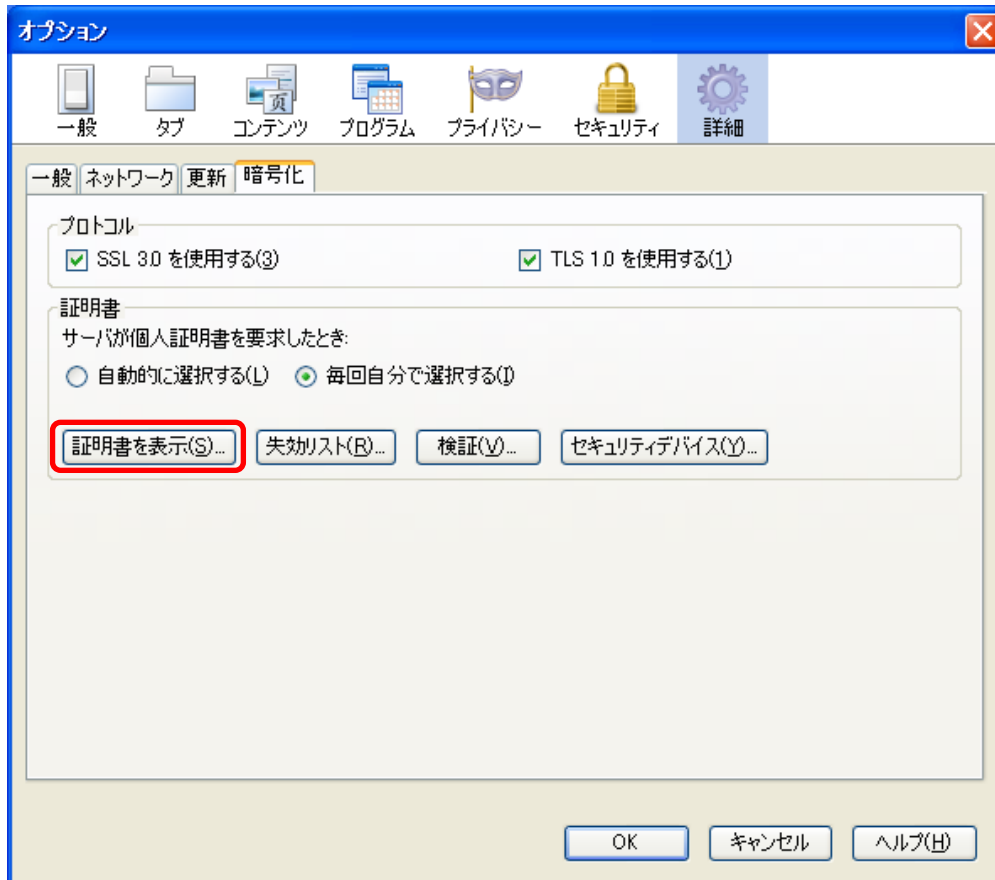 オプション
一般 タブ コンテンツ プログラム プライバシー セキュリティ 詳細
一般 ネットワーク 更新 暗号化
プロトコル
SSL 3.0 を使用する(3) TLS 1.0 を使用する(1)
証明書
サーバが個人証明書を要求したとき:
自動的に選択する(L) 毎回自分で選択する(I)
証明書を表示(S)... 失効リスト(R)... 検証(V)... セキュリティデバイス(Y)...
OK キャンセル ヘルプ(H)